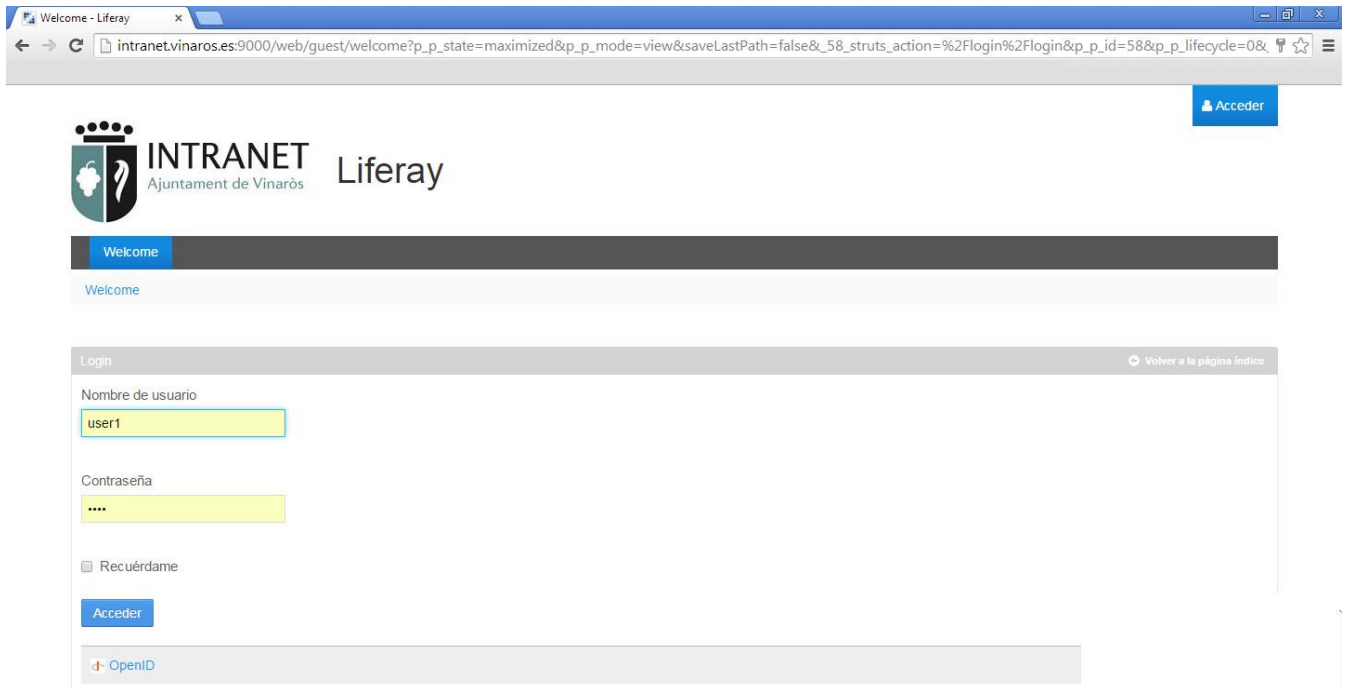 Welcome - Liferay
intranet.vinaros.es:9000/web/guest/welcome?p_p_state=maximized&p_p_mode=view&saveLastPath=false&_58_struts_action=%2Flogin%2Flogin&p_p_id=58&p_p_lifecycle=0&_
Acceder
INTRANET
Ajuntament de Vinaròs
Liferay
Welcome
Welcome
Login
Volver a la página índice
Nombre de usuario
user1
Contraseña
••••
Recuérdame
Acceder
OpenID